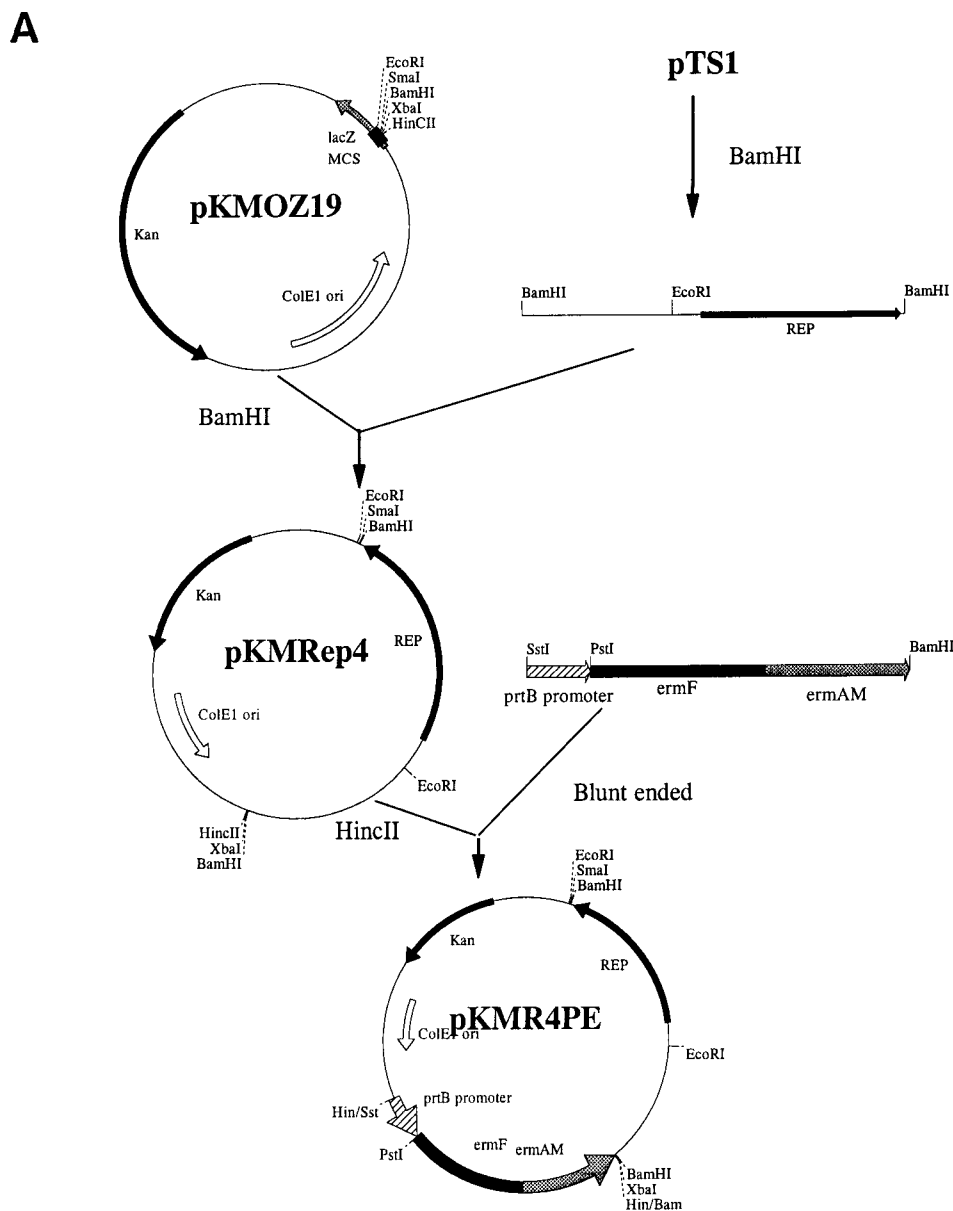 A
EcoRI
SmaI
BamHI
XbaI
HinCII
lacZ
MCS
pKMOZ19
Kan
ColE1 ori
pTS1
BamHI
BamHI
EcoRI
BamHI
REP
BamHI
EcoRI
SmaI
BamHI
Kan
REP
pKMRep4
ColE1 ori
EcoRI
HincII
XbaI
BamHI
HincII
SstI
PstI
BamHI
prtB promoter
ermF
ermAM
Blunt ended
EcoRI
SmaI
BamHI
Kan
REP
pKMR4PE
ColE1 ori
EcoRI
Hin/Sst
prtB promoter
PstI
ermF
ermAM
BamHI
XbaI
Hin/Bam